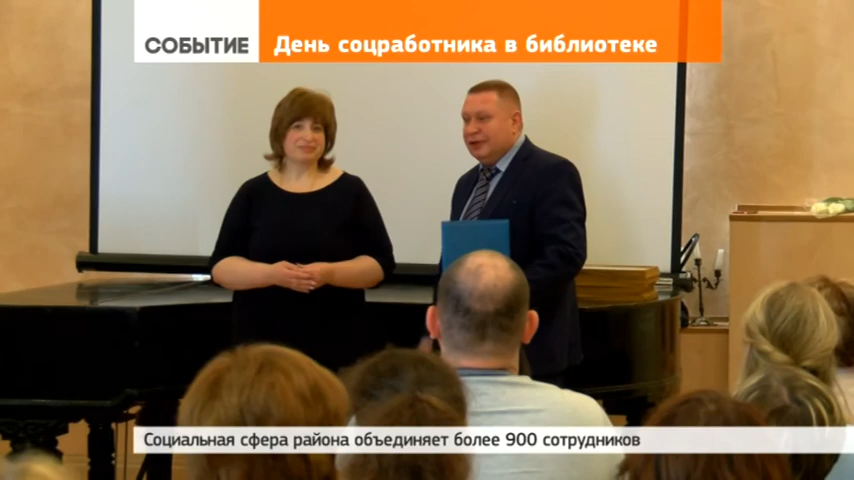 СОБЫТИЕ День соцработника в библиотеке
Социальная сфера района объединяет более 900 сотрудников